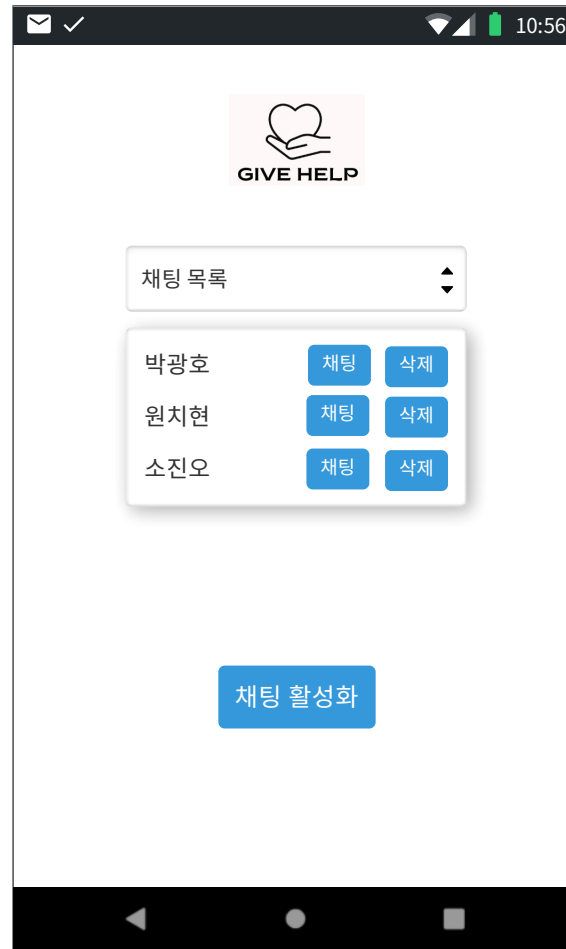 10:56
GIVE HELP
채팅 목록
박광호 채팅 삭제
원치현 채팅 삭제
소진오 채팅 삭제
채팅 활성화